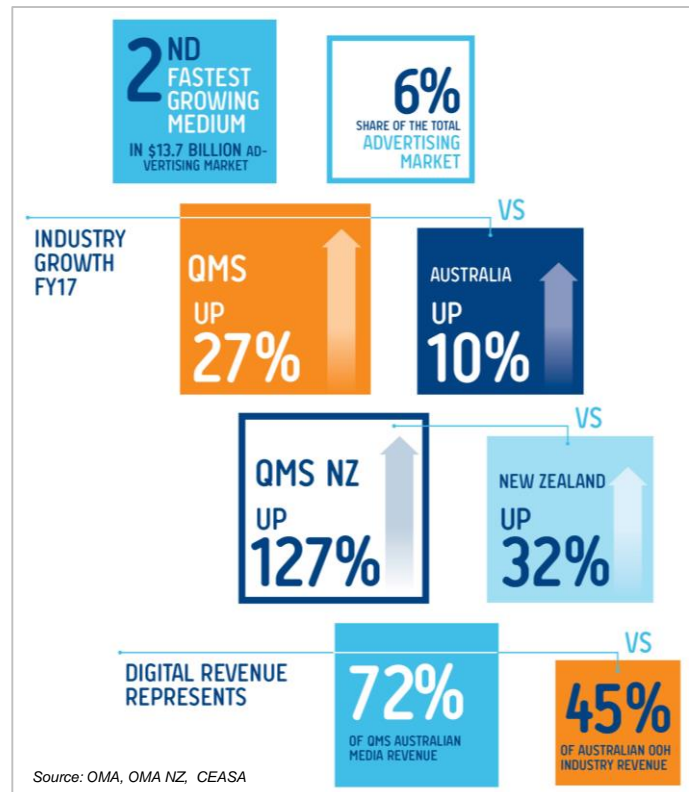 2ND
FASTEST
GROWING
MEDIUM
IN $13.7 BILLION AD-
VERTISING MARKET
6%
SHARE OF THE TOTAL
ADVERTISING
MARKET
INDUSTRY
GROWTH
FY17
QMS
UP
27%
VS
AUSTRALIA
UP
10%
QMS NZ
UP
127%
VS
NEW ZEALAND
UP
32%
DIGITAL REVENUE
REPRESENTS
72%
OF QMS AUSTRALIAN
MEDIA REVENUE
VS
45%
OF AUSTRALIAN OOH
INDUSTRY REVENUE
Source: OMA, OMA NZ, CEASA